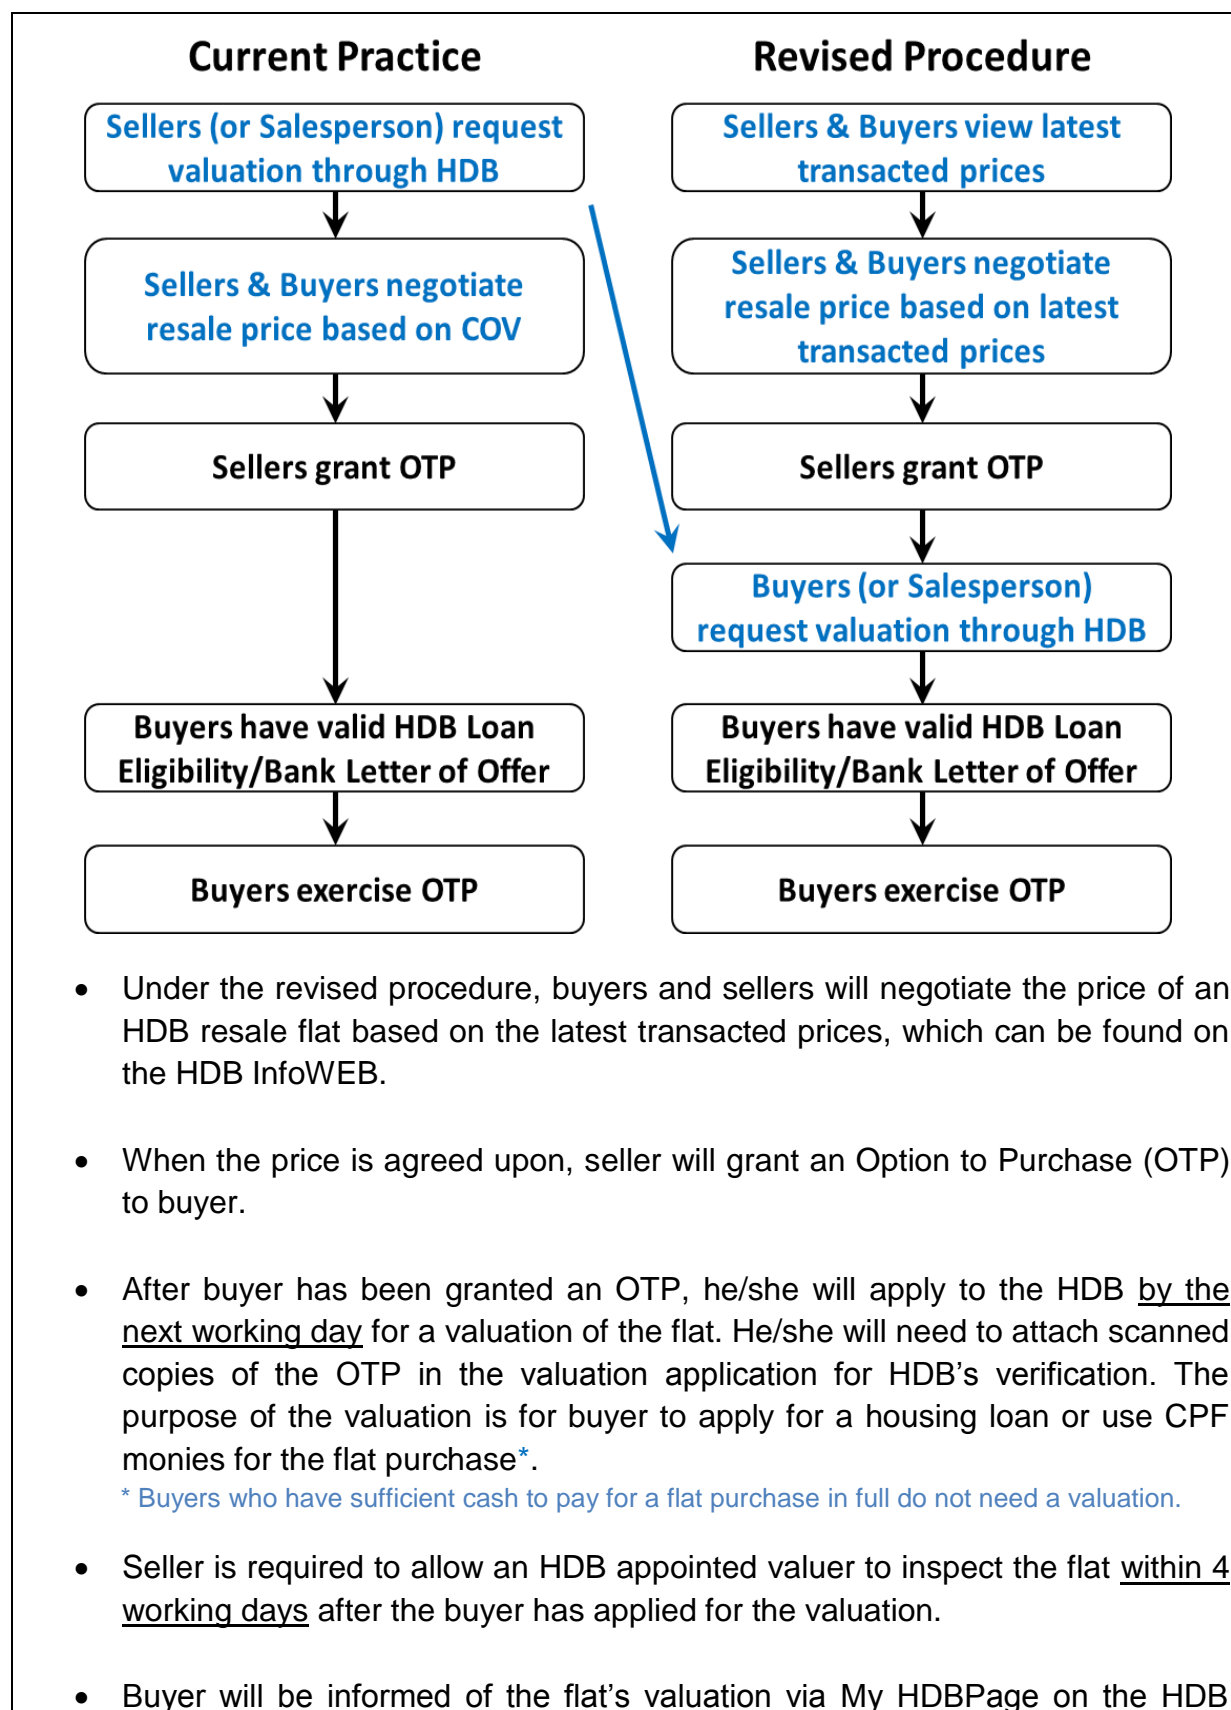 Current Practice
Sellers (or Salesperson) request
valuation through HDB
Sellers & Buyers negotiate
resale price based on COV
Sellers grant OTP
Buyers have valid HDB Loan
Eligibility/Bank Letter of Offer
Buyers exercise OTP
Revised Procedure
Sellers & Buyers view latest
transacted prices
Sellers & Buyers negotiate
resale price based on latest
transacted prices
Sellers grant OTP
Buyers (or Salesperson)
request valuation through HDB
Buyers have valid HDB Loan
Eligibility/Bank Letter of Offer
Buyers exercise OTP
• Under the revised procedure, buyers and sellers will negotiate the price of an
HDB resale flat based on the latest transacted prices, which can be found on
the HDB InfoWEB.
• When the price is agreed upon, seller will grant an Option to Purchase (OTP)
to buyer.
• After buyer has been granted an OTP, he/she will apply to the HDB by the
next working day for a valuation of the flat. He/she will need to attach scanned
copies of the OTP in the valuation application for HDB’s verification. The
purpose of the valuation is for buyer to apply for a housing loan or use CPF
monies for the flat purchase*.
* Buyers who have sufficient cash to pay for a flat purchase in full do not need a valuation.
• Seller is required to allow an HDB appointed valuer to inspect the flat within 4
working days after the buyer has applied for the valuation.
• Buyer will be informed of the flat’s valuation via My HDBPage on the HDB